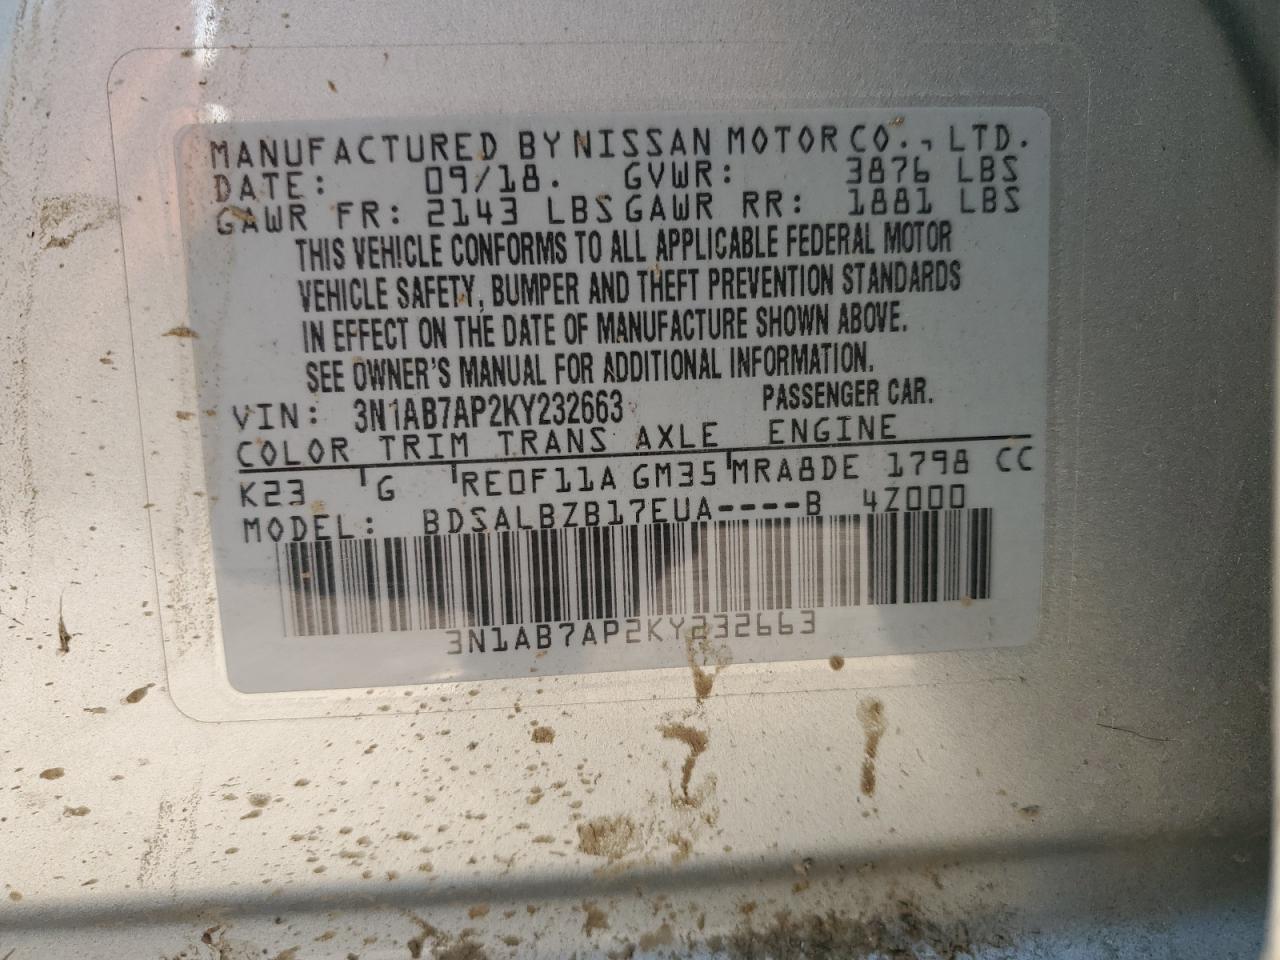 MANUFACTURED BY NISSAN MOTOR CO., LTD.
DATE: 09/18. GVWR: 3876 LBS
GAWR FR: 2143 LBS GAWR RR: 1881 LBS
THIS VEHICLE CONFORMS TO ALL APPLICABLE FEDERAL MOTOR
VEHICLE SAFETY, BUMPER AND THEFT PREVENTION STANDARDS
IN EFFECT ON THE DATE OF MANUFACTURE SHOWN ABOVE.
SEE OWNER'S MANUAL FOR ADDITIONAL INFORMATION.
VIN: 3N1AB7AP2KY232663 PASSENGER CAR.
COLOR TRIM TRANS AXLE ENGINE
K23 G RE0F11A GM35 MRA8DE 1798 CC
MODEL: BDSALBZB17EUA----B 4Z000
3N1AB7AP2KY232663